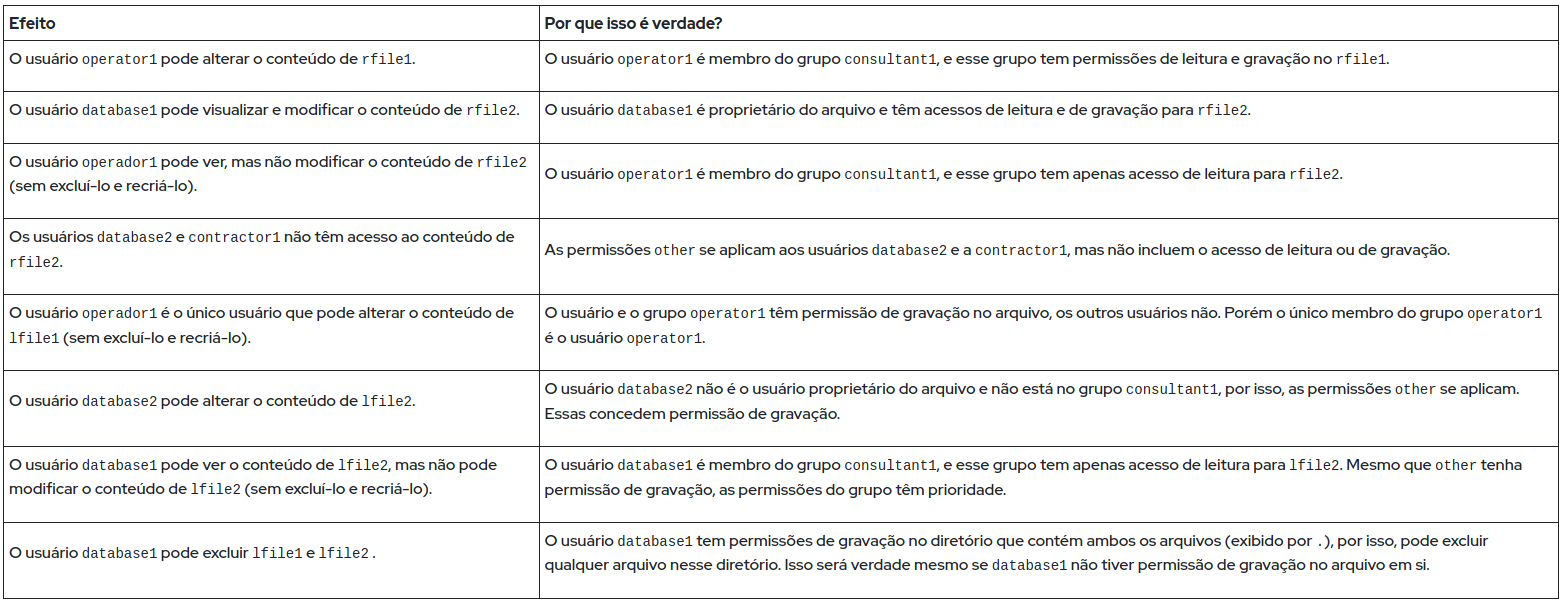 Efeito
Por que isso é verdade?
O usuário operator1 pode alterar o conteúdo de rfile1.
O usuário operator1 é membro do grupo consultant1, e esse grupo tem permissões de leitura e gravação no rfile1.
O usuário database1 pode visualizar e modificar o conteúdo de rfile2.
O usuário database1 é proprietário do arquivo e têm acessos de leitura e de gravação para rfile2.
O usuário operador1 pode ver, mas não modificar o conteúdo de rfile2
(sem excluí-lo e recriá-lo).
O usuário operator1 é membro do grupo consultant1, e esse grupo tem apenas acesso de leitura para rfile2.
Os usuários database2 e contractor1 não têm acesso ao conteúdo de
rfile2.
As permissões other se aplicam aos usuários database2 e a contractor1, mas não incluem o acesso de leitura ou de gravação.
O usuário operador1 é o único usuário que pode alterar o conteúdo de
lfile1 (sem excluí-lo e recriá-lo).
O usuário e o grupo operator1 têm permissão de gravação no arquivo, os outros usuários não. Porém o único membro do grupo operator1
é o usuário operator1.
O usuário database2 pode alterar o conteúdo de lfile2.
O usuário database2 não é o usuário proprietário do arquivo e não está no grupo consultant1, por isso, as permissões other se aplicam.
Essas concedem permissão de gravação.
O usuário database1 pode ver o conteúdo de lfile2, mas não pode
modificar o conteúdo de lfile2 (sem excluí-lo e recriá-lo).
O usuário database1 é membro do grupo consultant1, e esse grupo tem apenas acesso de leitura para lfile2. Mesmo que other tenha
permissão de gravação, as permissões do grupo têm prioridade.
O usuário database1 pode excluir lfile1 e lfile2.
O usuário database1 tem permissões de gravação no diretório que contém ambos os arquivos (exibido por .), por isso, pode excluir
qualquer arquivo nesse diretório. Isso será verdade mesmo se database1 não tiver permissão de gravação no arquivo em si.